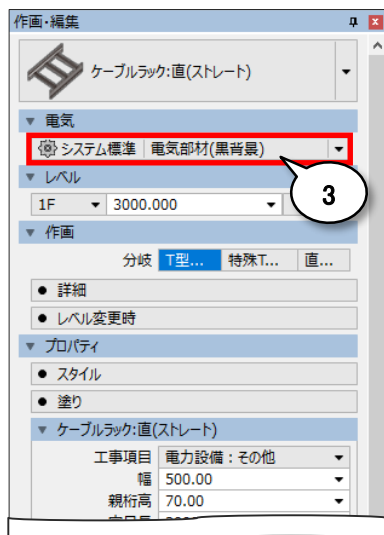 作画・編集
ケーブルラック:直(ストレート)
電気
システム標準 電気部材(黒背景)
レベル
1F 3000.000
3
作画
分岐 T型... 特殊T... 直...
詳細
レベル変更時
プロパティ
スタイル
塗り
ケーブルラック:直(ストレート)
工事項目 電力設備：その他
幅 500.00
親桁高 70.00